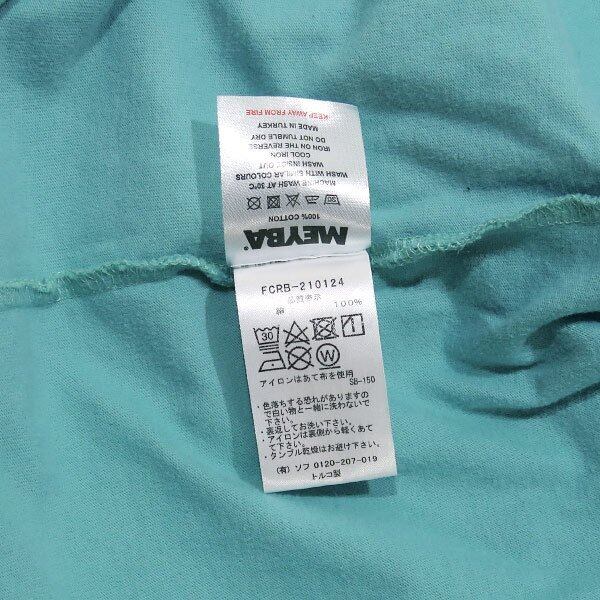 MEYBA®
100% COTTON
MACHINE WASH AT 30°C
WASH WITH SIMILAR COLOURS
WASH INSIDE OUT
COOL IRON
IRON ON THE REVERSE
DO NOT TUMBLE DRY
MADE IN TURKEY
KEEP AWAY FROM FIRE
FCRB-210124
品質表示
綿 100%
30
W
アイロンはあて布を使用
SB-150
・色落ちする恐れがありますの
で白い物と一緒に洗わないで
下さい。
・裏返してお洗い下さい。
・アイロンは裏側から軽くあて
て下さい。
・タンブル乾燥はお避け下さい。
(有)ソフ 0120-207-019
トルコ製